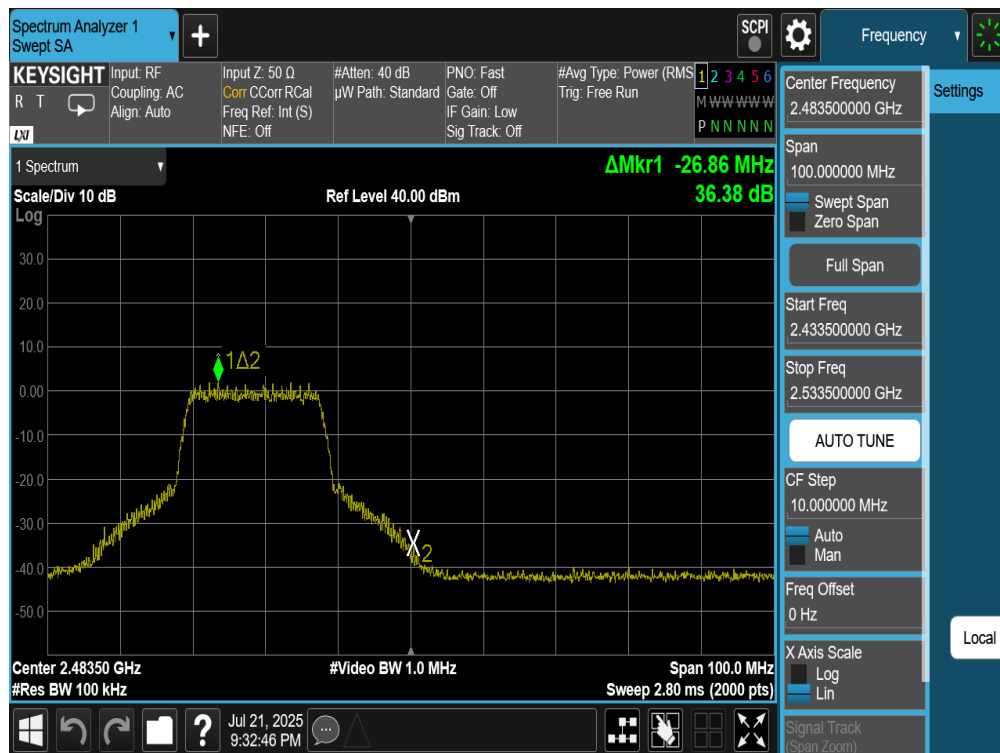 Spectrum Analyzer 1
Swept SA
+
SCPI
Frequency
KEYSIGHT
R T
LXI
Input: RF
Coupling: AC
Align: Auto
Input Z: 50 Ω
Corr CCorr RCal
Freq Ref: Int (S)
NFE: Off
#Atten: 40 dB
µW Path: Standard
PNO: Fast
Gate: Off
IF Gain: Low
Sig Track: Off
#Avg Type: Power (RMS
Trig: Free Run
1 2 3 4 5 6
M W W W W W
P N N N N N
1 Spectrum
Scale/Div 10 dB
Log
Ref Level 40.00 dBm
ΔMkr1 -26.86 MHz
36.38 dB
30.0
20.0
10.0
0.00
-10.0
-20.0
-30.0
-40.0
-50.0
1Δ2
X2
Center 2.48350 GHz
#Res BW 100 kHz
#Video BW 1.0 MHz
Span 100.0 MHz
Sweep 2.80 ms (2000 pts)
Center Frequency
2.483500000 GHz
Span
100.000000 MHz
Swept Span
Zero Span
Full Span
Start Freq
2.433500000 GHz
Stop Freq
2.533500000 GHz
AUTO TUNE
CF Step
10.000000 MHz
Auto
Man
Freq Offset
0 Hz
X Axis Scale
Log
Lin
Signal Track
(Span Zoom)
Settings
Local
?
Jul 21, 2025
9:32:46 PM